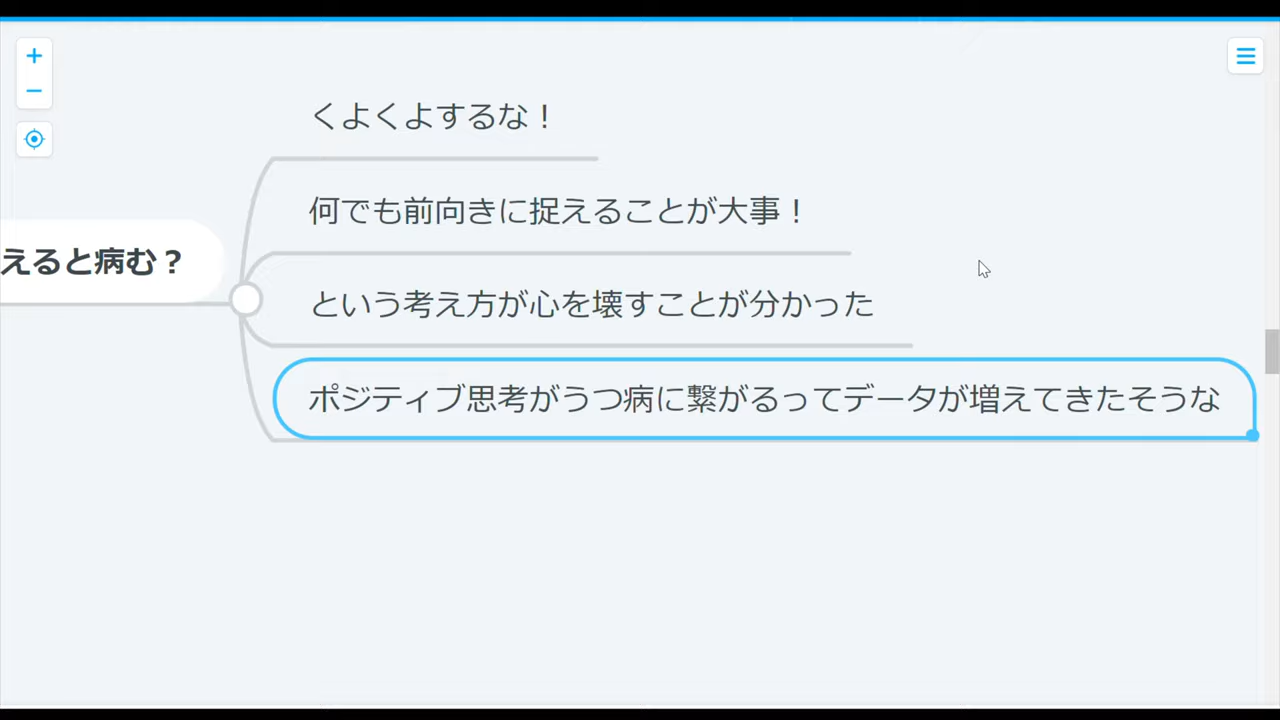 くよくよするな！
何でも前向きに捉えることが大事！
えると病む？
という考え方が心を壊すことが分かった
ポジティブ思考がうつ病に繋がるってデータが増えてきたそうな